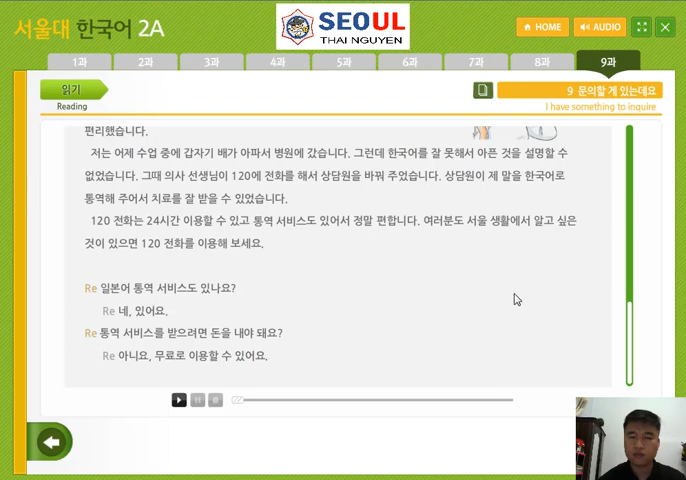 서울대 한국어 2A
SEOUL
THAI NGUYEN
HOME
AUDIO
1과 2과 3과 4과 5과 6과 7과 8과 9과
읽기
Reading
9 문의할 게 있는데요
I have something to inquire
편리했습니다.
저는 어제 수업 중에 갑자기 배가 아파서 병원에 갔습니다. 그런데 한국어를 잘 못해서 아픈 것을 설명할 수
없었습니다. 그때 의사 선생님이 120에 전화를 해서 상담원을 바꿔 주었습니다. 상담원이 제 말을 한국어로
통역해 주어서 치료를 잘 받을 수 있었습니다.
120 전화는 24시간 이용할 수 있고 통역 서비스도 있어서 정말 편합니다. 여러분도 서울 생활에서 알고 싶은
것이 있으면 120 전화를 이용해 보세요.
Re 일본어 통역 서비스도 있나요?
Re 네, 있어요.
Re 통역 서비스를 받으려면 돈을 내야 돼요?
Re 아니요, 무료로 이용할 수 있어요.